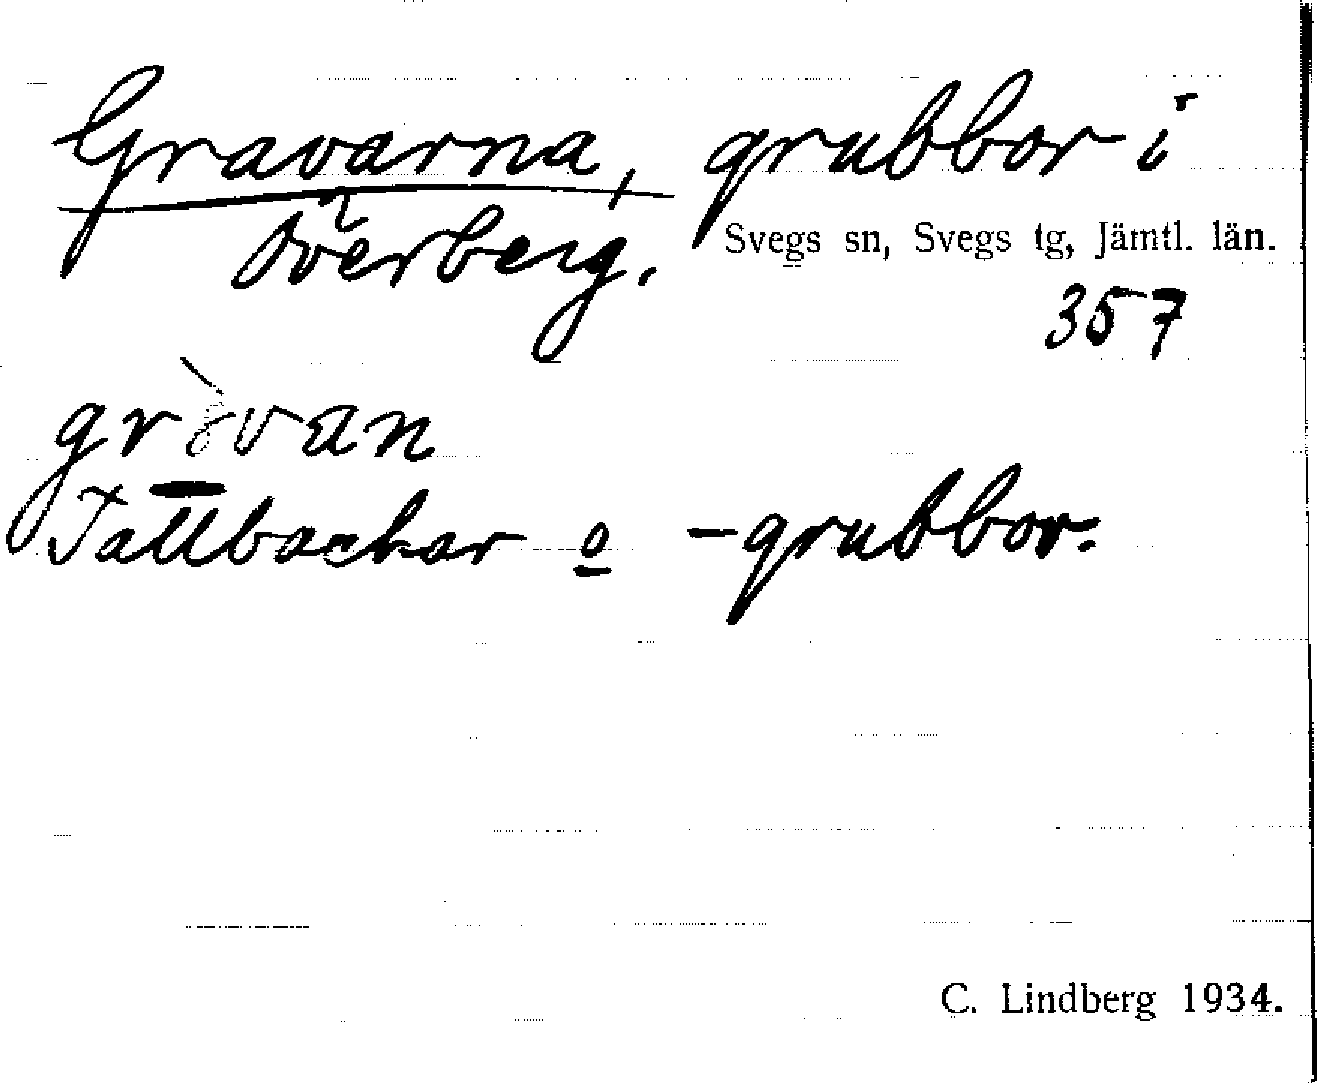 Gravarna, grubbor i
Överberg.
Svegs sn, Svegs tg, Jämtl. län.
357
gràvan
Tallbackar o -grubbor.
C. Lindberg 1934.